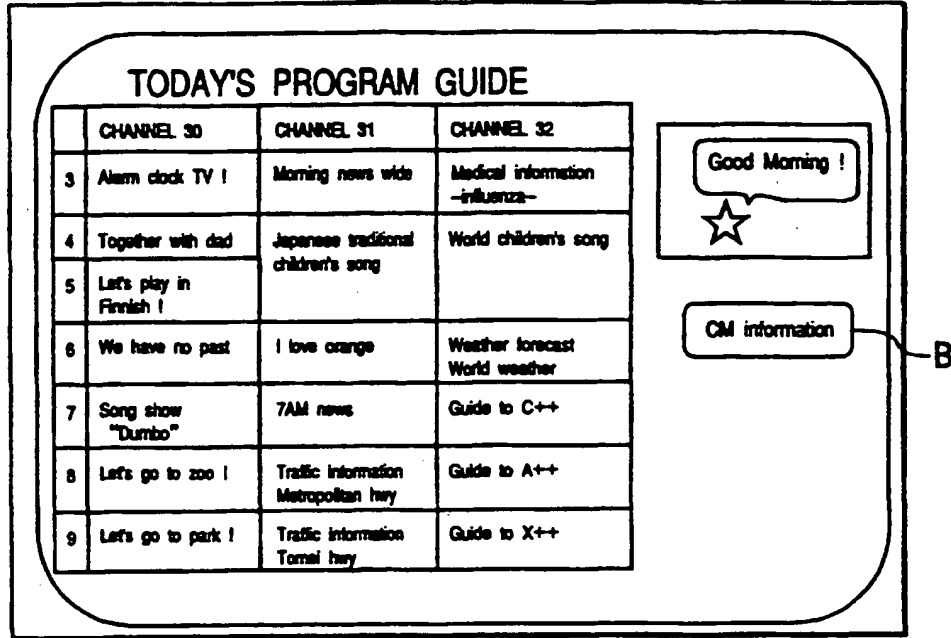 TODAY'S PROGRAM GUIDE
CHANNEL 30 CHANNEL 31 CHANNEL 32
3 Alarm clock TV ! Morning news wide Medical information
–influenza–
4 Together with dad Japanese traditional World children's song
children's song
5 Let's play in
Finnish !
6 We have no past I love orange Weather forecast
World weather
7 Song show 7AM news Guide to C++
"Dumbo"
8 Let's go to zoo ! Traffic information Guide to A++
Metropolitan hwy
9 Let's go to park ! Traffic information Guide to X++
Tomei hwy
Good Morning !
CM information
B